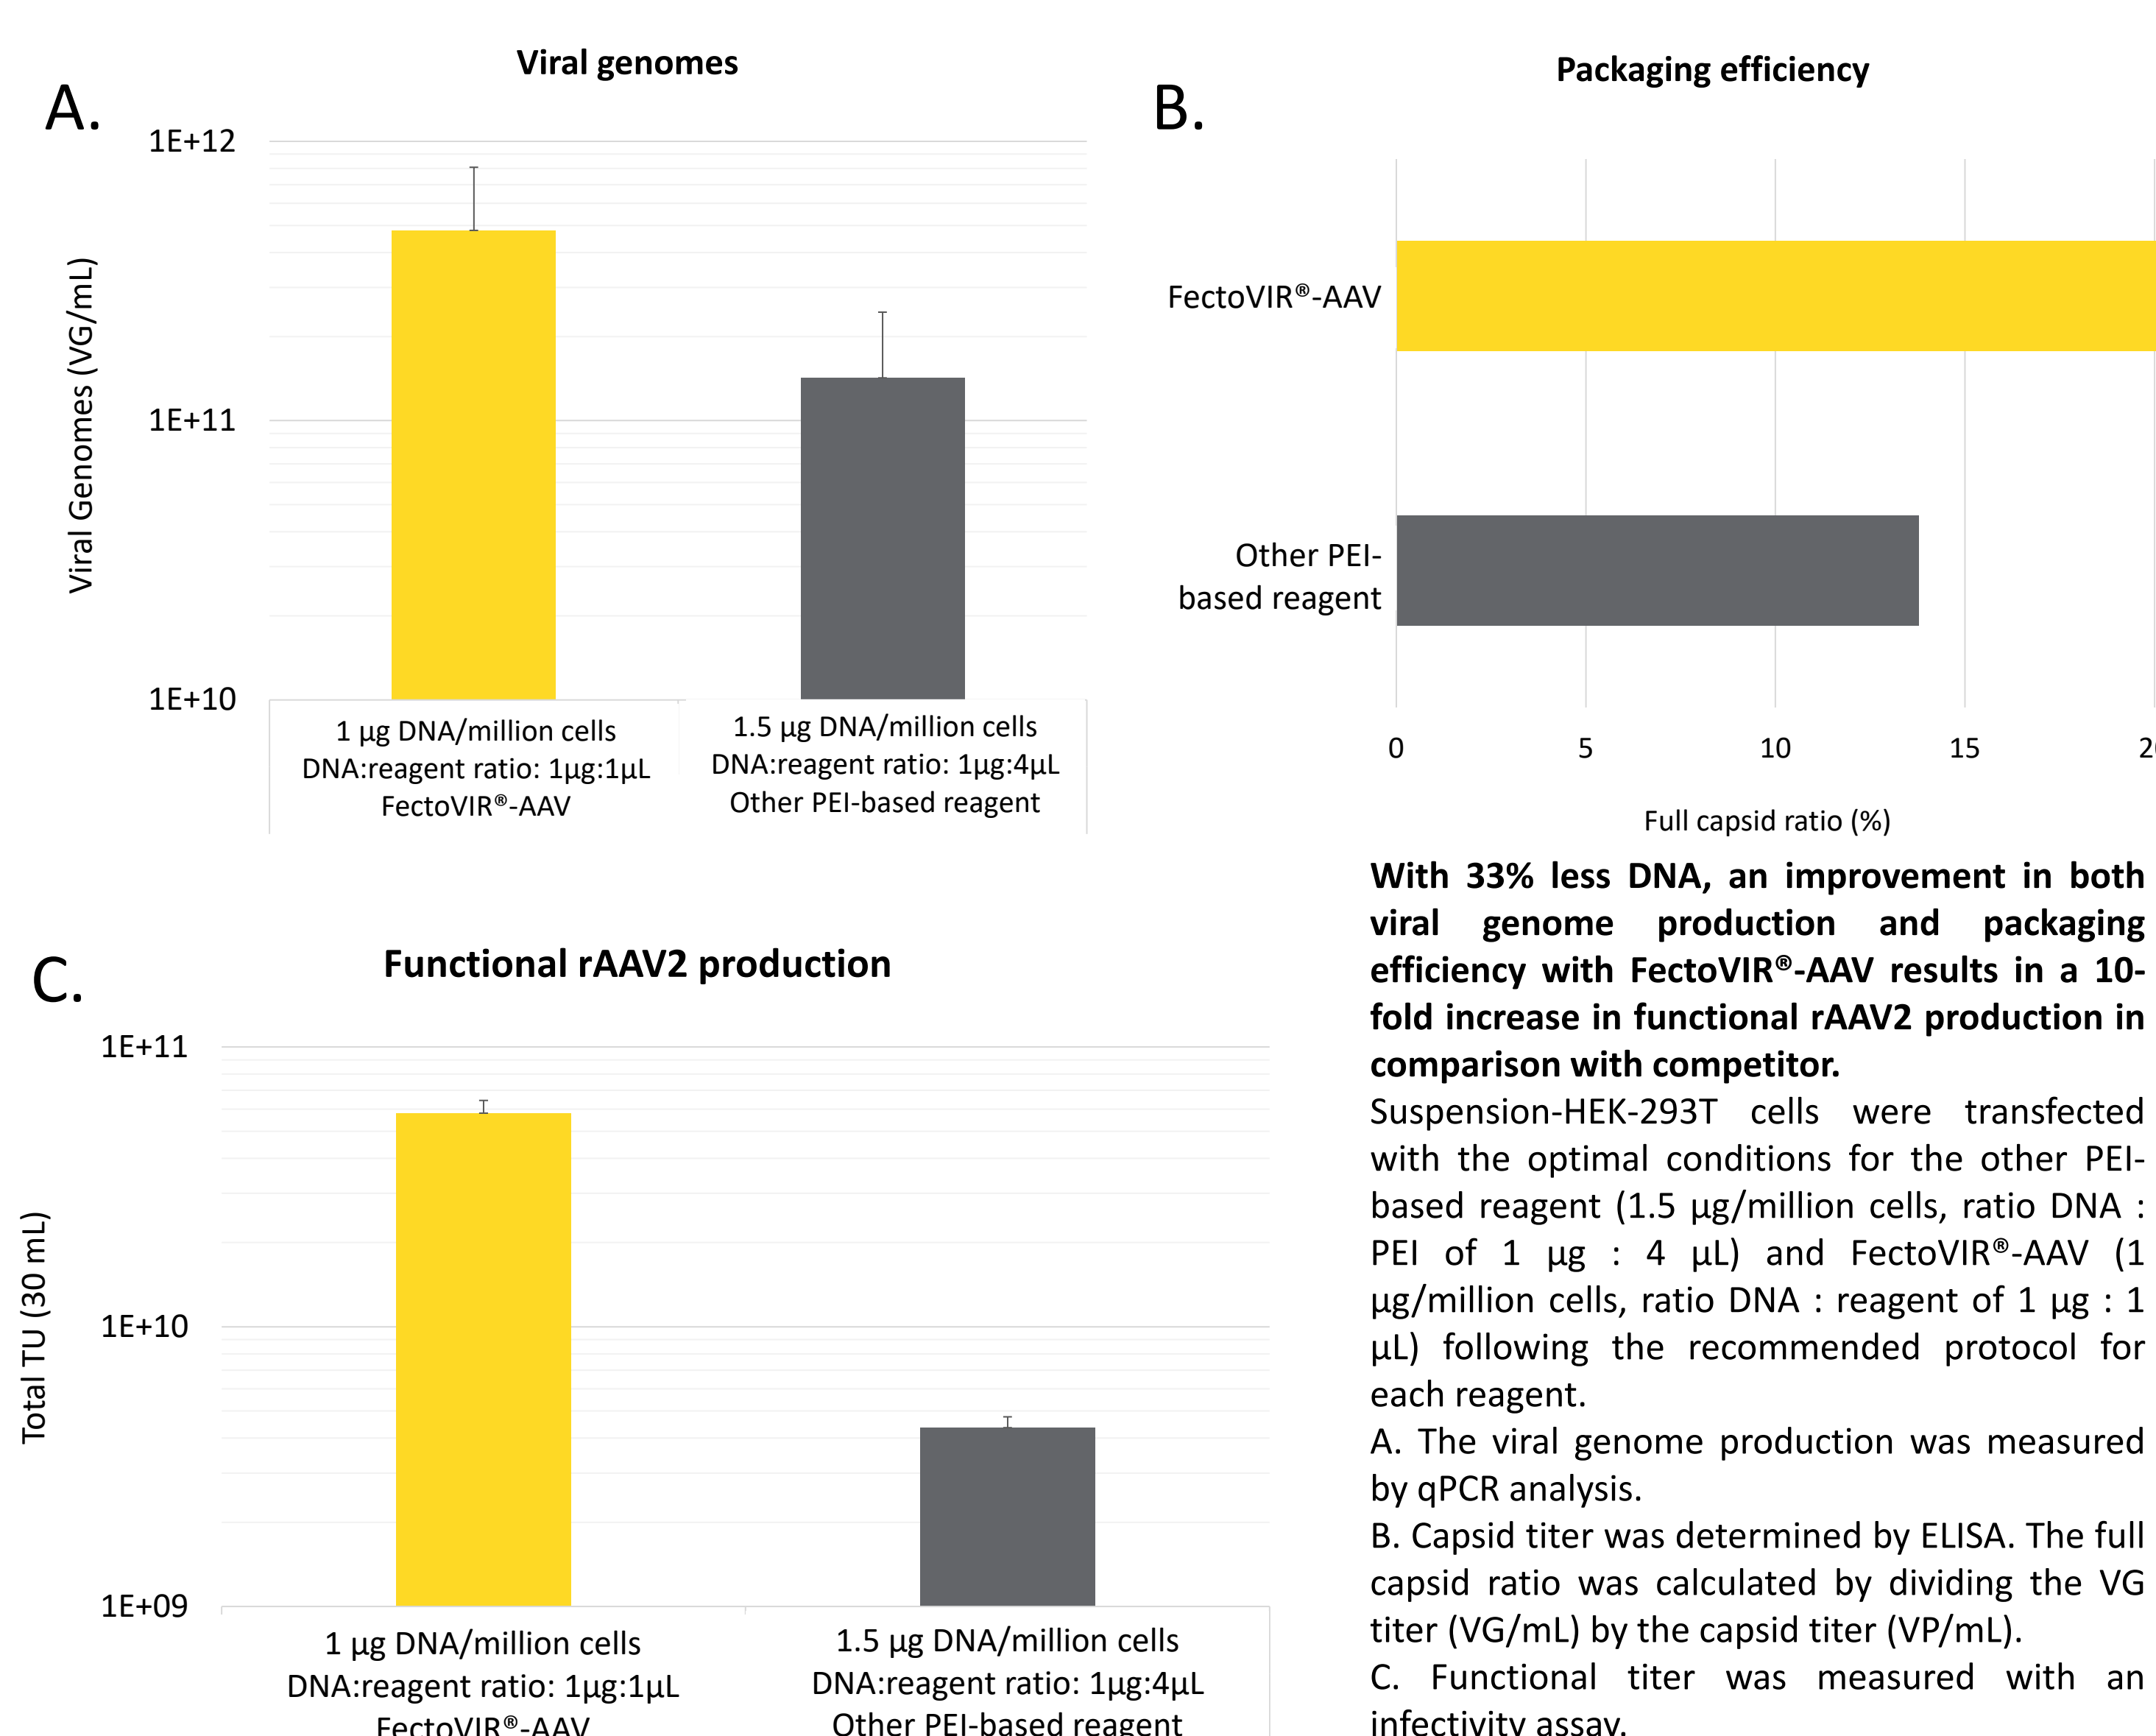 Viral genomes
A.
1E+12
1E+11
1E+10
Viral Genomes (VG/mL)
1 µg DNA/million cells
DNA:reagent ratio: 1µg:1µL
FectoVIR®-AAV
1.5 µg DNA/million cells
DNA:reagent ratio: 1µg:4µL
Other PEI-based reagent
Packaging efficiency
B.
FectoVIR®-AAV
Other PEI-
based reagent
0 5 10 15
Full capsid ratio (%)
With 33% less DNA, an improvement in both
viral genome production and packaging
efficiency with FectoVIR®-AAV results in a 10-
fold increase in functional rAAV2 production in
comparison with competitor.
Suspension-HEK-293T cells were transfected
with the optimal conditions for the other PEI-
based reagent (1.5 µg/million cells, ratio DNA :
PEI of 1 µg : 4 µL) and FectoVIR®-AAV (1
µg/million cells, ratio DNA : reagent of 1 µg : 1
µL) following the recommended protocol for
each reagent.
A. The viral genome production was measured
by qPCR analysis.
B. Capsid titer was determined by ELISA. The full
capsid ratio was calculated by dividing the VG
titer (VG/mL) by the capsid titer (VP/mL).
C. Functional titer was measured with an
infectivity assay.
Functional rAAV2 production
C.
1E+11
1E+10
1E+09
Total TU (30 mL)
1 µg DNA/million cells
DNA:reagent ratio: 1µg:1µL
FectoVIR®-AAV
1.5 µg DNA/million cells
DNA:reagent ratio: 1µg:4µL
Other PEI-based reagent